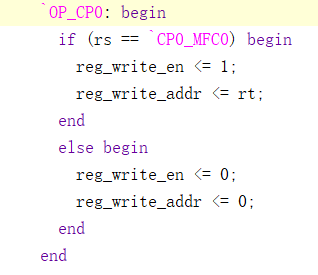 `OP_CP0: begin
if (rs == `CP0_MFC0) begin
reg_write_en <= 1;
reg_write_addr <= rt;
end
else begin
reg_write_en <= 0;
reg_write_addr <= 0;
end
end